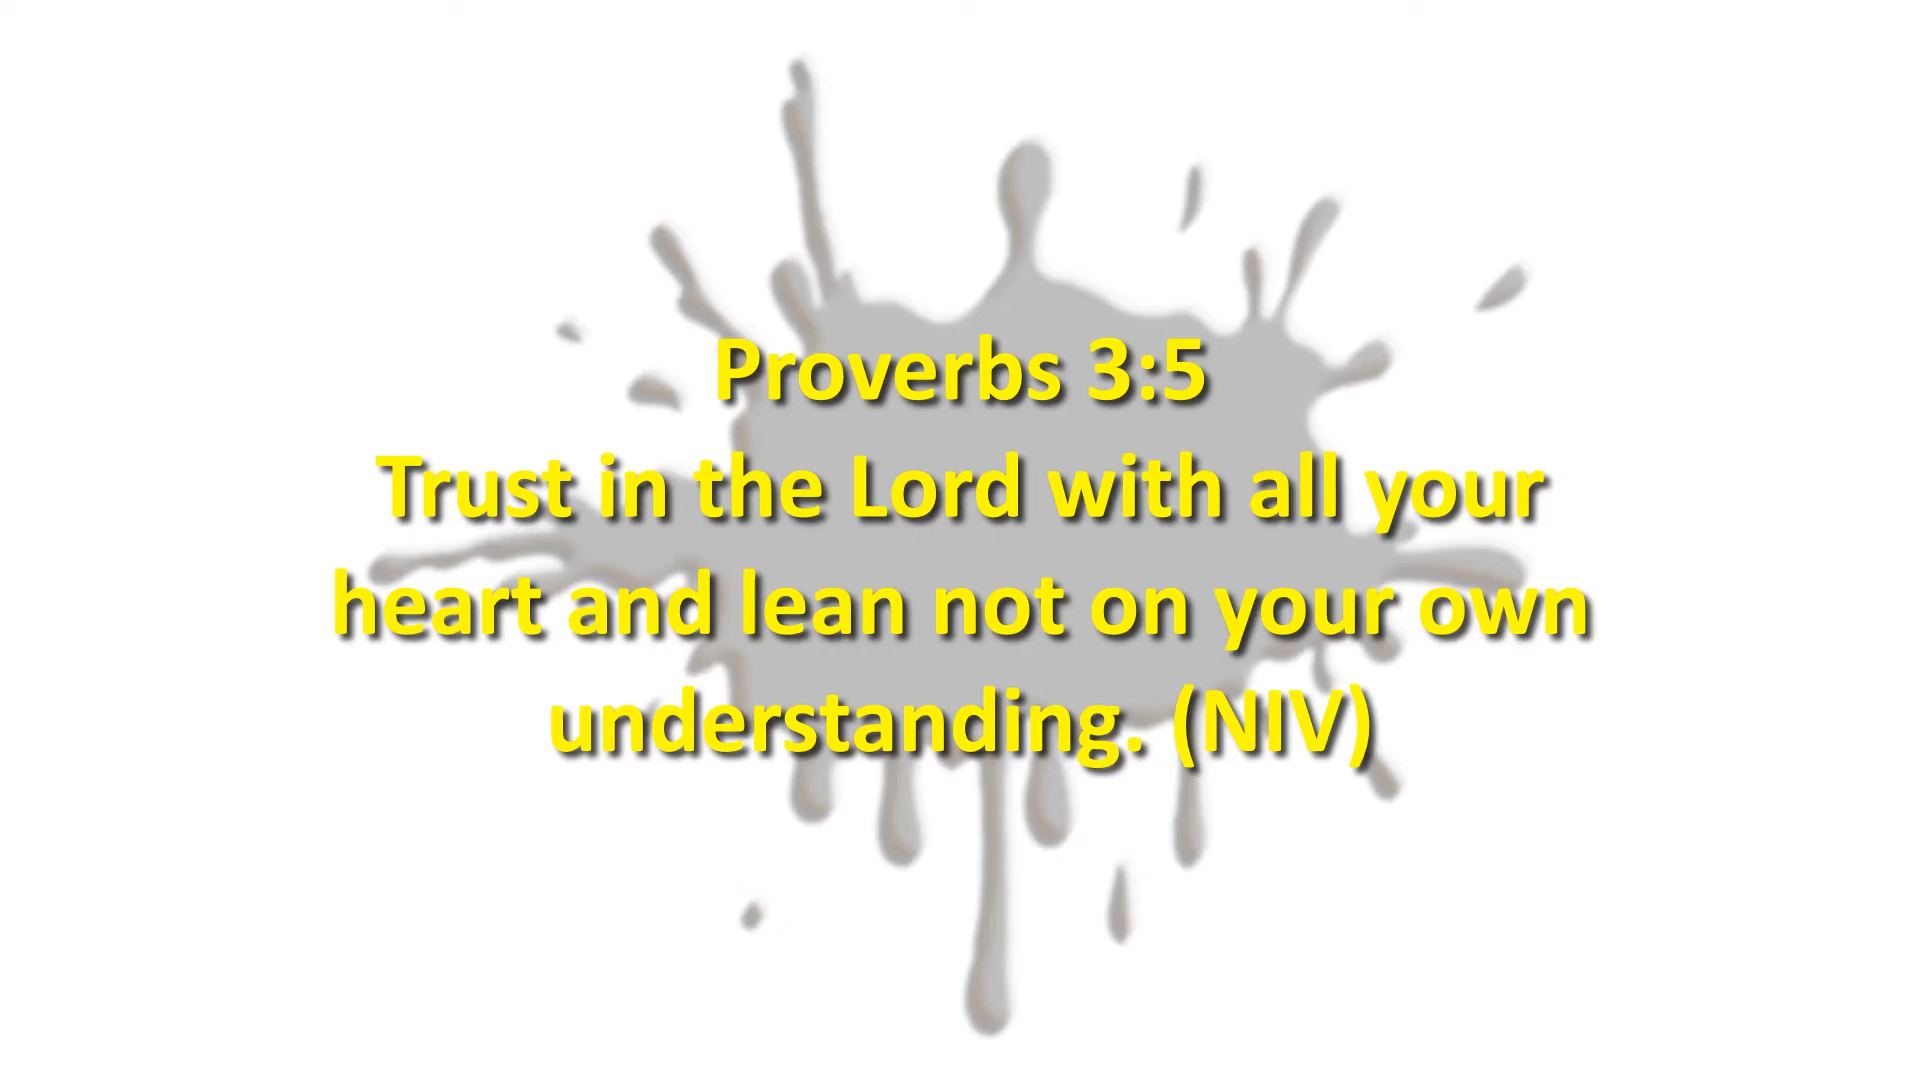 Proverbs 3:5
Trust in the Lord with all your
heart and lean not on your own
understanding. (NIV)